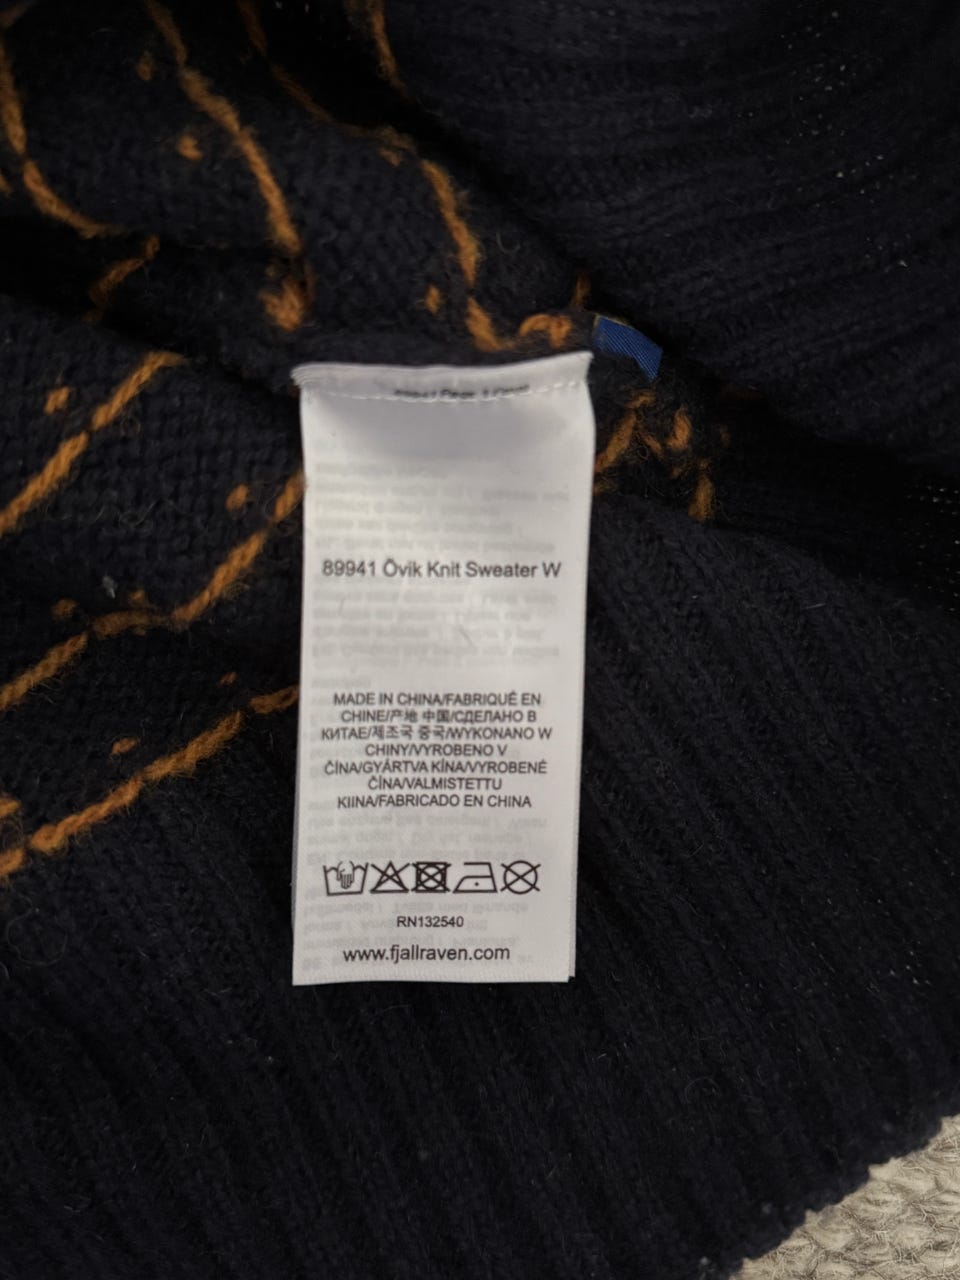 89941 Övik Knit Sweater W
MADE IN CHINA/FABRIQUÉ EN
CHINE/产地 中国/СДЕЛАНО В
КИТАЕ/제조국 중국/WYKONANO W
CHINY/VYROBENO V
ČÍNA/GYÁRTVA KÍNA/VYROBENÉ
ČÍNA/VALMISTETTU
KIINA/FABRICADO EN CHINA
RN132540
www.fjallraven.com